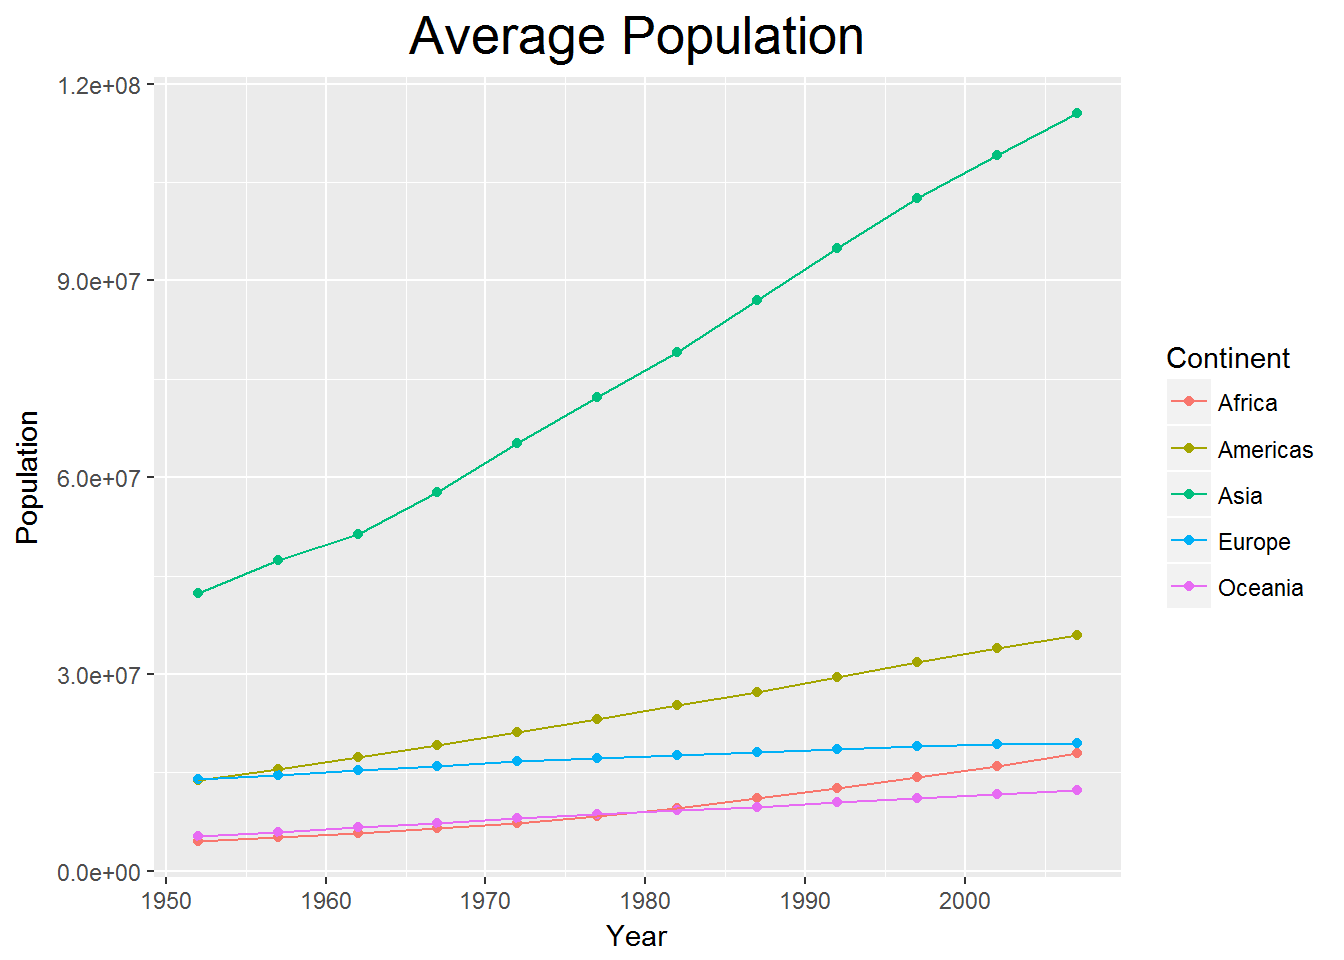 Average Population
1.2e+08
9.0e+07
6.0e+07
3.0e+07
0.0e+00
Population
1950 1960 1970 1980 1990 2000
Year
Continent
Africa
Americas
Asia
Europe
Oceania